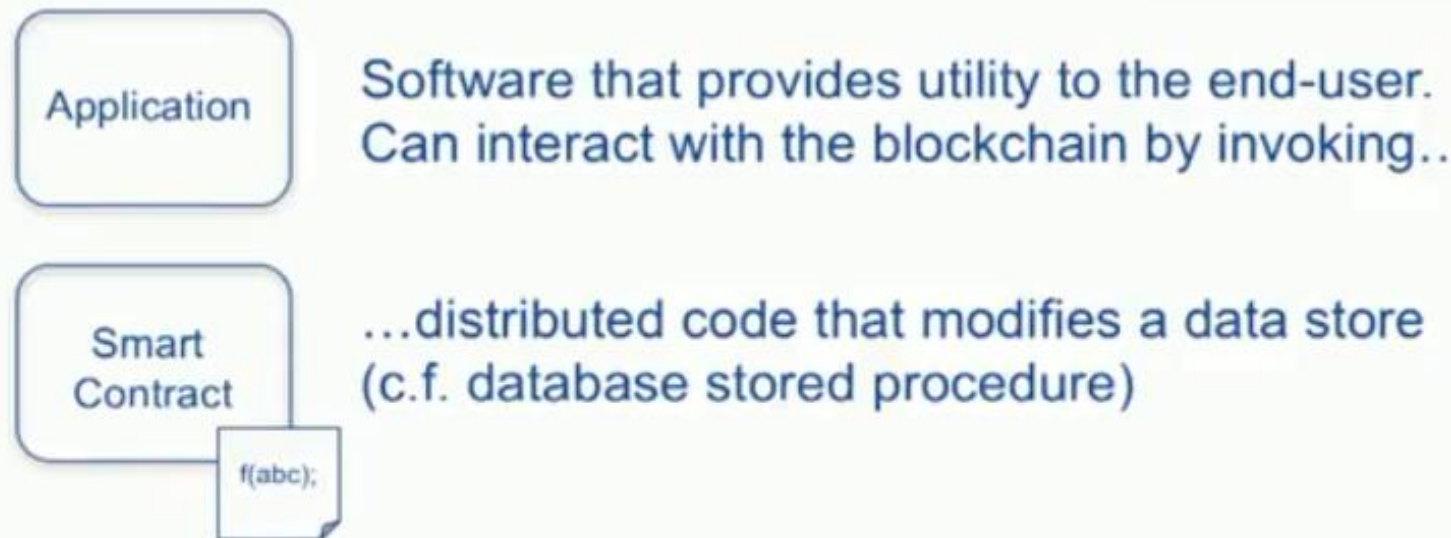 Application
Software that provides utility to the end-user.
Can interact with the blockchain by invoking..
Smart
Contract
...distributed code that modifies a data store
(c.f. database stored procedure)
f(abc);